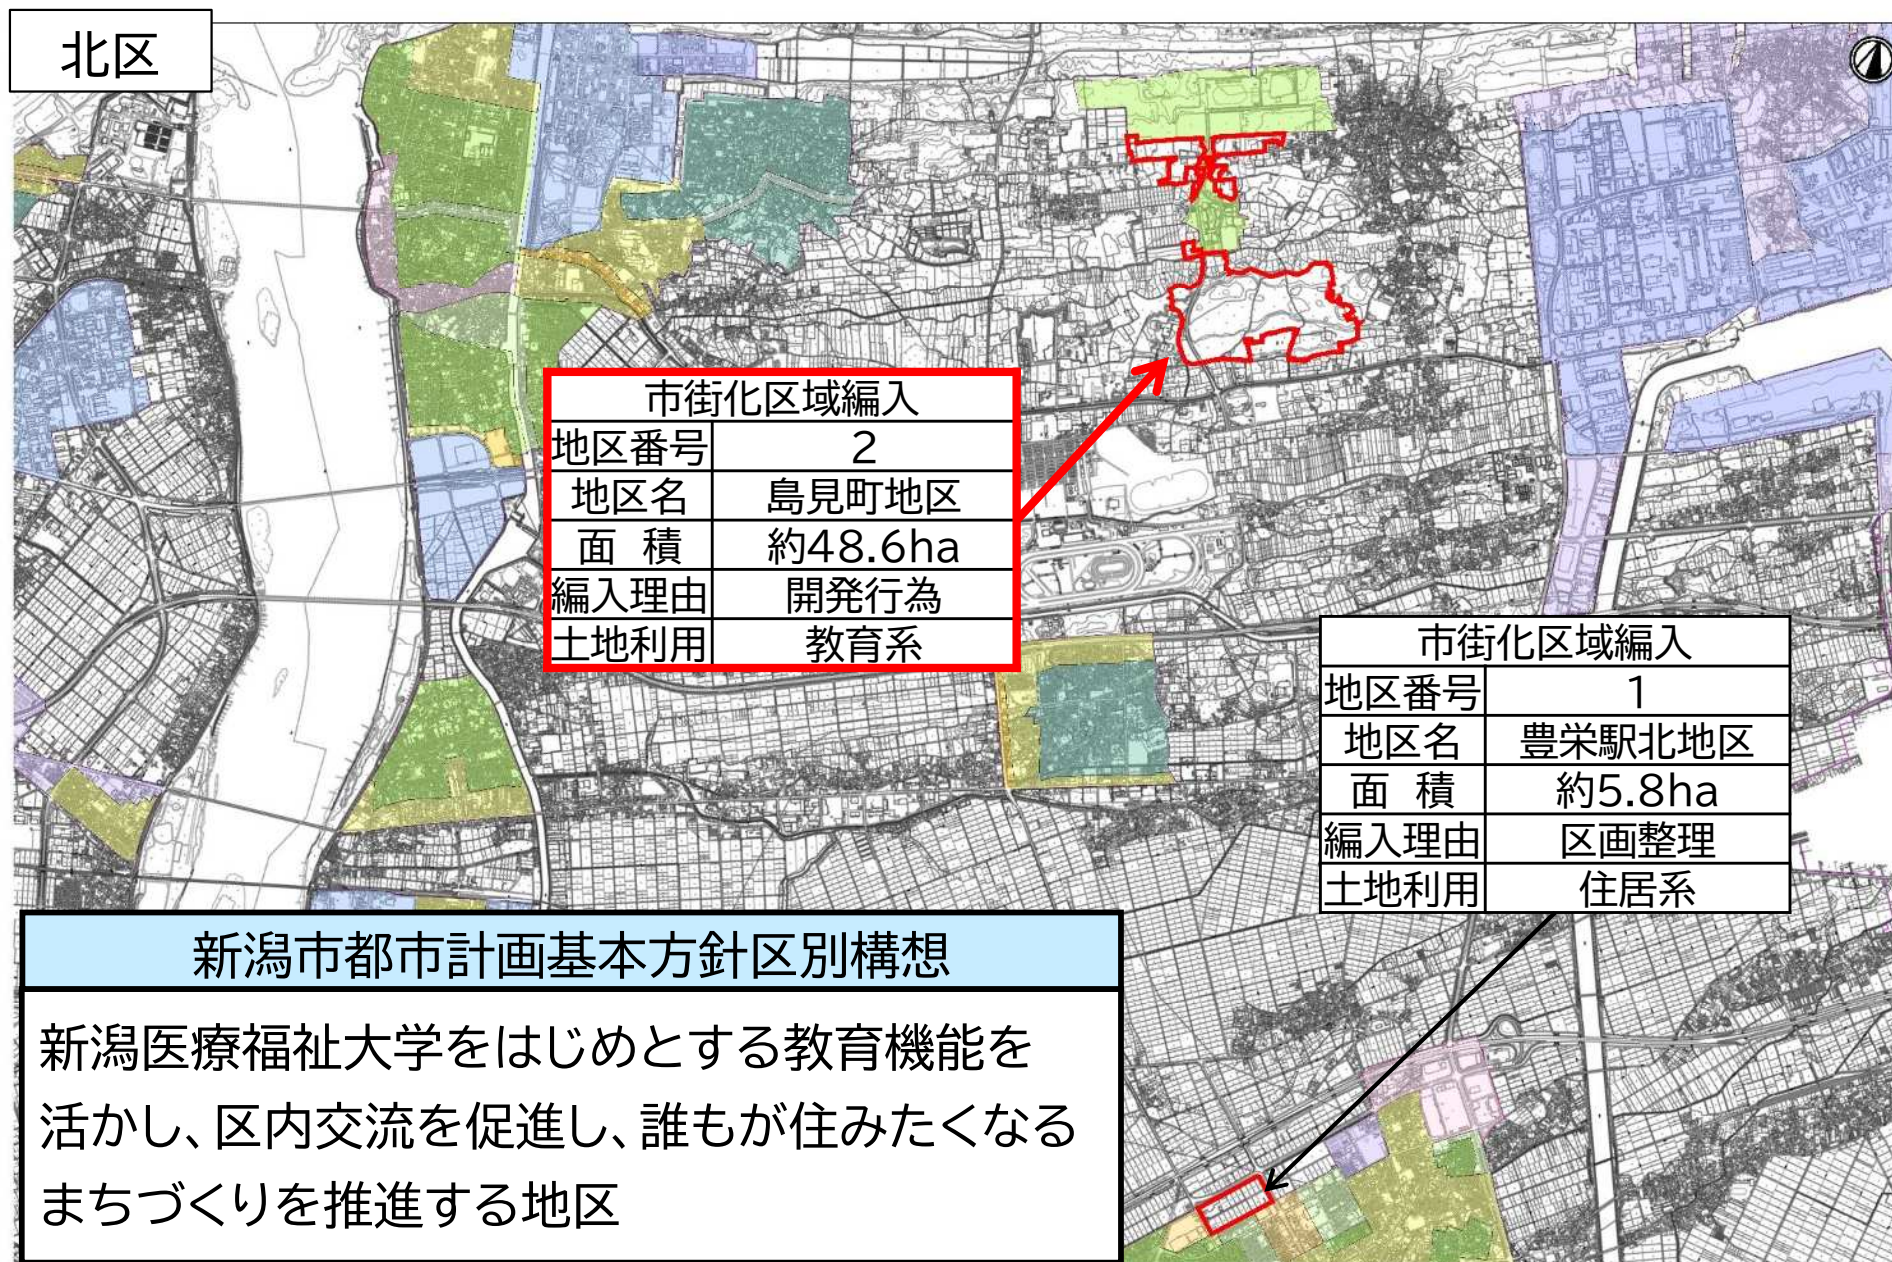 北区
市街化区域編入
地区番号 2
地区名 島見町地区
面 積 約48.6ha
編入理由 開発行為
土地利用 教育系
市街化区域編入
地区番号 1
地区名 豊栄駅北地区
面 積 約5.8ha
編入理由 区画整理
土地利用 住居系
新潟市都市計画基本方針区別構想
新潟医療福祉大学をはじめとする教育機能を
活かし、区内交流を促進し、誰もが住みたくなる
まちづくりを推進する地区